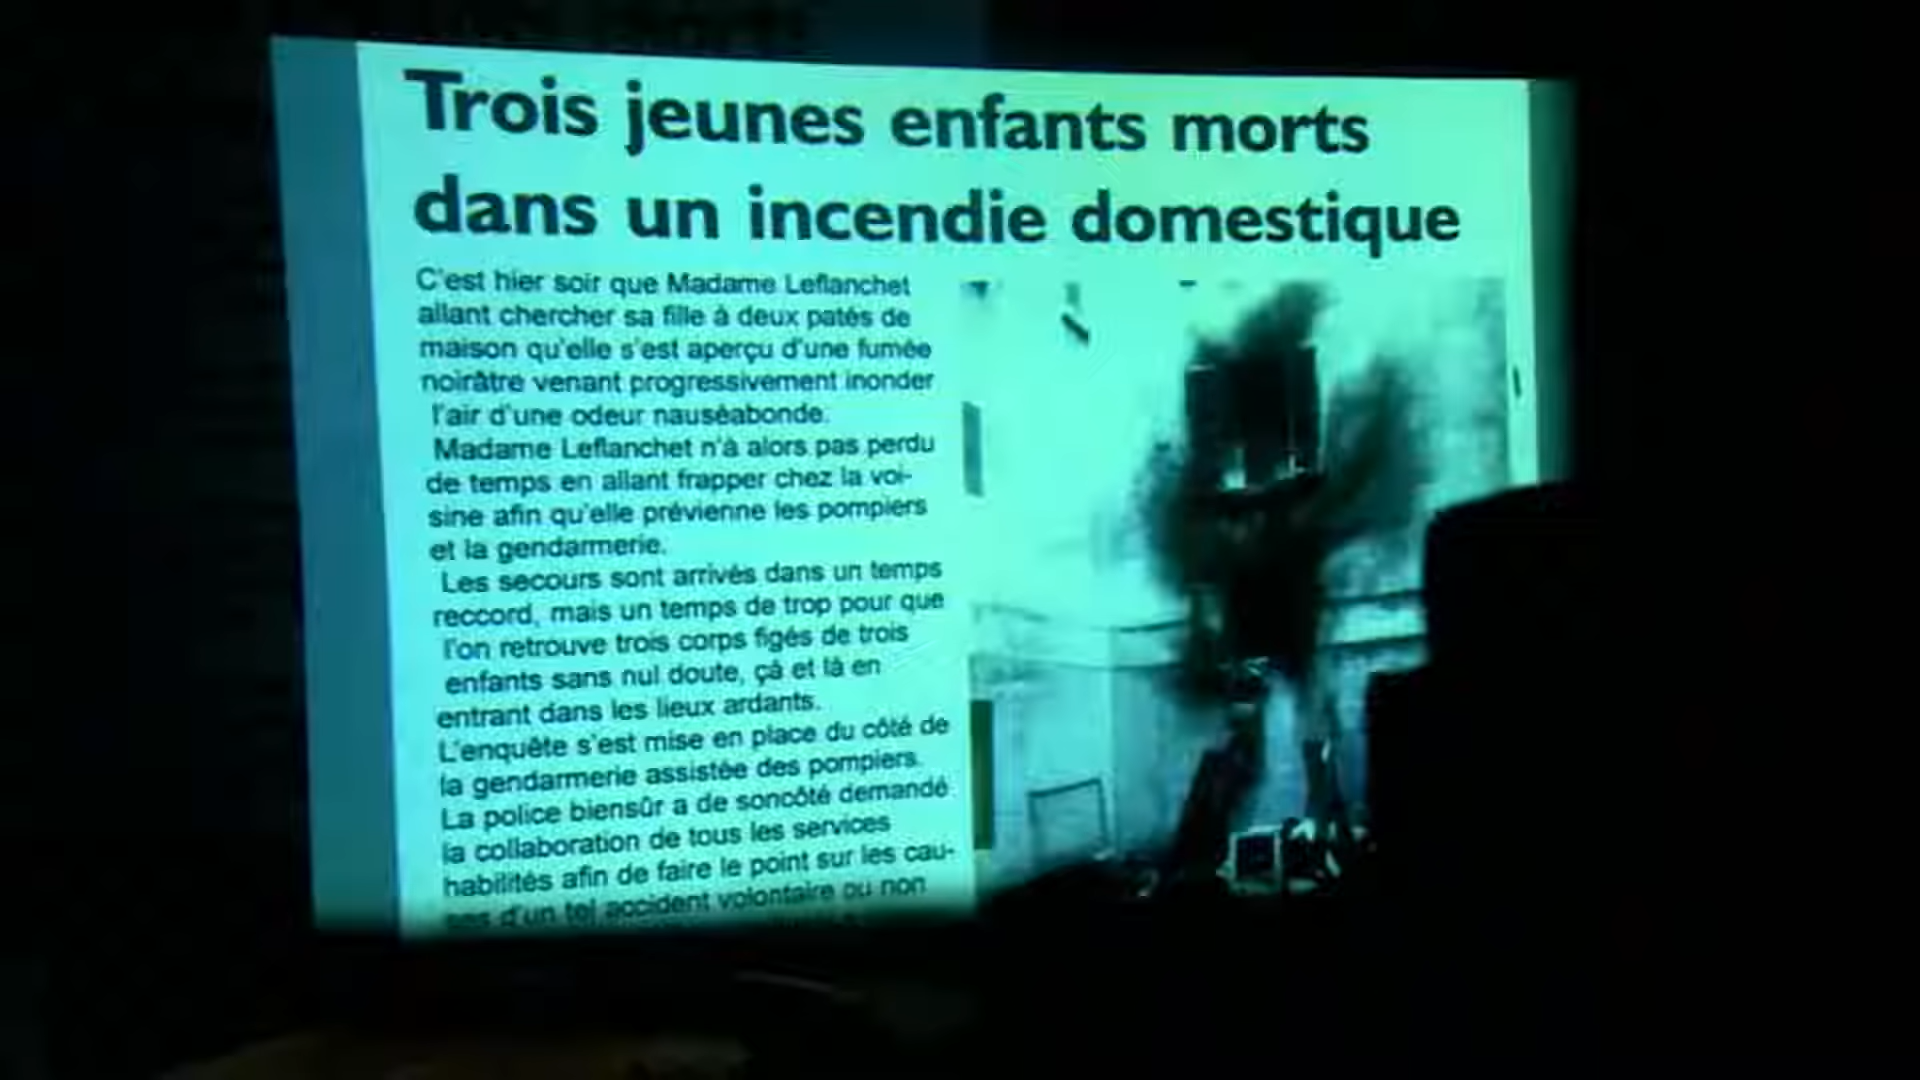 Trois jeunes enfants morts
dans un incendie domestique
C'est hier soir que Madame Leflanchet
allant chercher sa fille à deux patés de
maison qu'elle s'est aperçu d'une fumée
noirâtre venant progressivement inonder
l'air d'une odeur nauséabonde.
Madame Leflanchet n'à alors pas perdu
de temps en allant frapper chez la voi-
sine afin qu'elle prévienne les pompiers
et la gendarmerie.
Les secours sont arrivés dans un temps
reccord, mais un temps de trop pour que
l'on retrouve trois corps figés de trois
enfants sans nul doute, çà et là en
entrant dans les lieux ardants.
L'enquête s'est mise en place du côté de
la gendarmerie assistée des pompiers.
La police biensûr a de soncôté demandé
la collaboration de tous les services
habilités afin de faire le point sur les cau-
ses d'un tel accident volontaire ou non